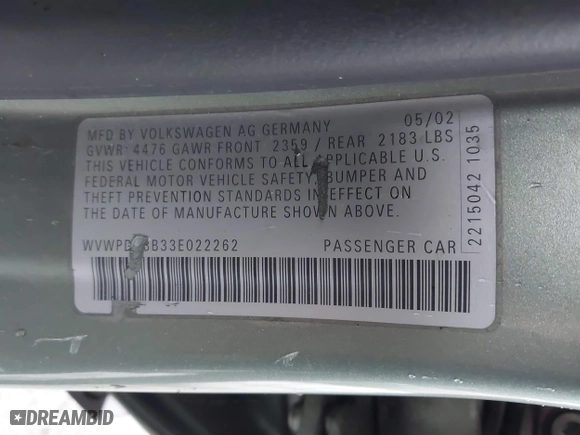 MFD BY VOLKSWAGEN AG GERMANY 05/02
GVWR 4476 GAWR FRONT 2359 / REAR 2183 LBS
THIS VEHICLE CONFORMS TO ALL APPLICABLE U.S.
FEDERAL MOTOR VEHICLE SAFETY, BUMPER AND
THEFT PREVENTION STANDARDS IN EFFECT ON
THE DATE OF MANUFACTURE SHOWN ABOVE.
PASSENGER CAR
2215042 1035
DREAMBID